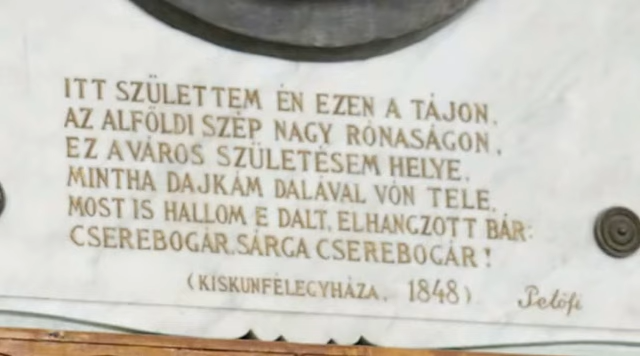 ITT SZÜLETTEM ÉN EZEN A TÁJON.
AZ ALFÖLDI SZÉP NAGY RÓNASÁGON.
EZ A VÁROS SZÜLETÉSEM HELYE.
MINTHA DAJKÁM DALÁVAL VÓN TELE.
MOST IS HALLOM E DALT, ELHANGZOTT BÁR:
CSEREBOGÁR, SÁRGA CSEREBOGÁR!
(KISKUNFÉLEGYHÁZA. 1848)
Petőfi